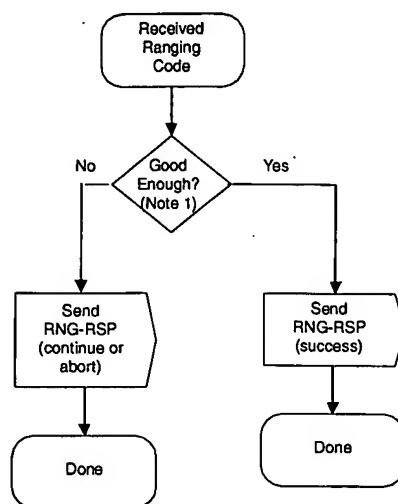 Received
Ranging
Code
No
Good
Enough?
(Note 1)
Yes
Send
RNG-RSP
(continue or
abort)
Send
RNG-RSP
(success)
Done
Done